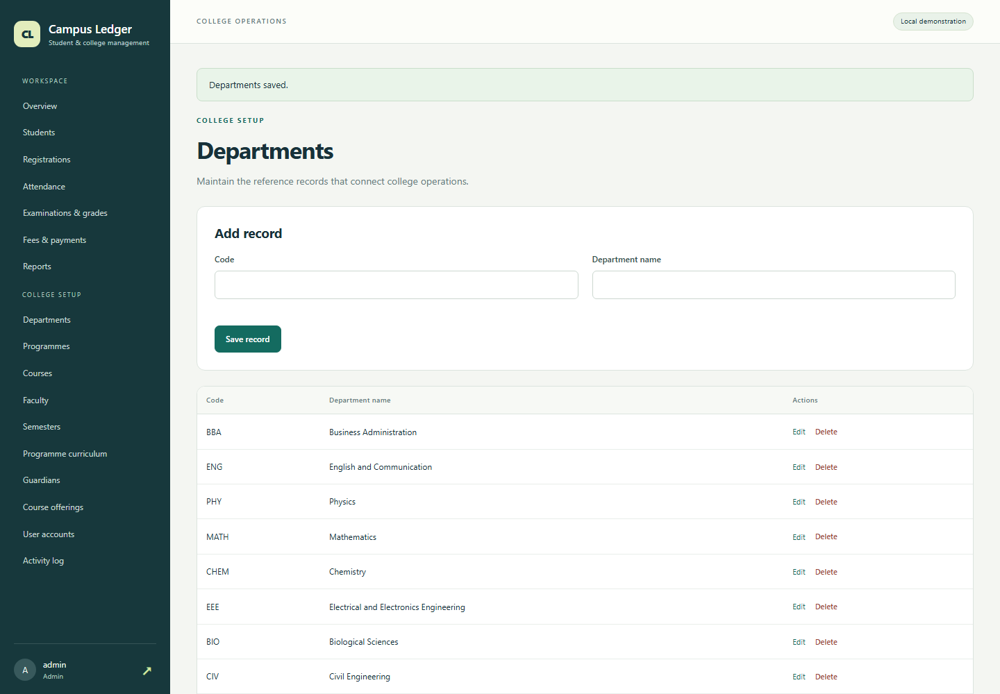 CL
Campus Ledger
Student & college management
WORKSPACE
Overview
Students
Registrations
Attendance
Examinations & grades
Fees & payments
Reports
COLLEGE SETUP
Departments
Programmes
Courses
Faculty
Semesters
Programme curriculum
Guardians
Course offerings
User accounts
Activity log
A
admin
Admin
COLLEGE OPERATIONS
Local demonstration
Departments saved.
COLLEGE SETUP
Departments
Maintain the reference records that connect college operations.
Add record
Code Department name
Save record
Code Department name Actions
BBA Business Administration Edit Delete
ENG English and Communication Edit Delete
PHY Physics Edit Delete
MATH Mathematics Edit Delete
CHEM Chemistry Edit Delete
EEE Electrical and Electronics Engineering Edit Delete
BIO Biological Sciences Edit Delete
CIV Civil Engineering Edit Delete